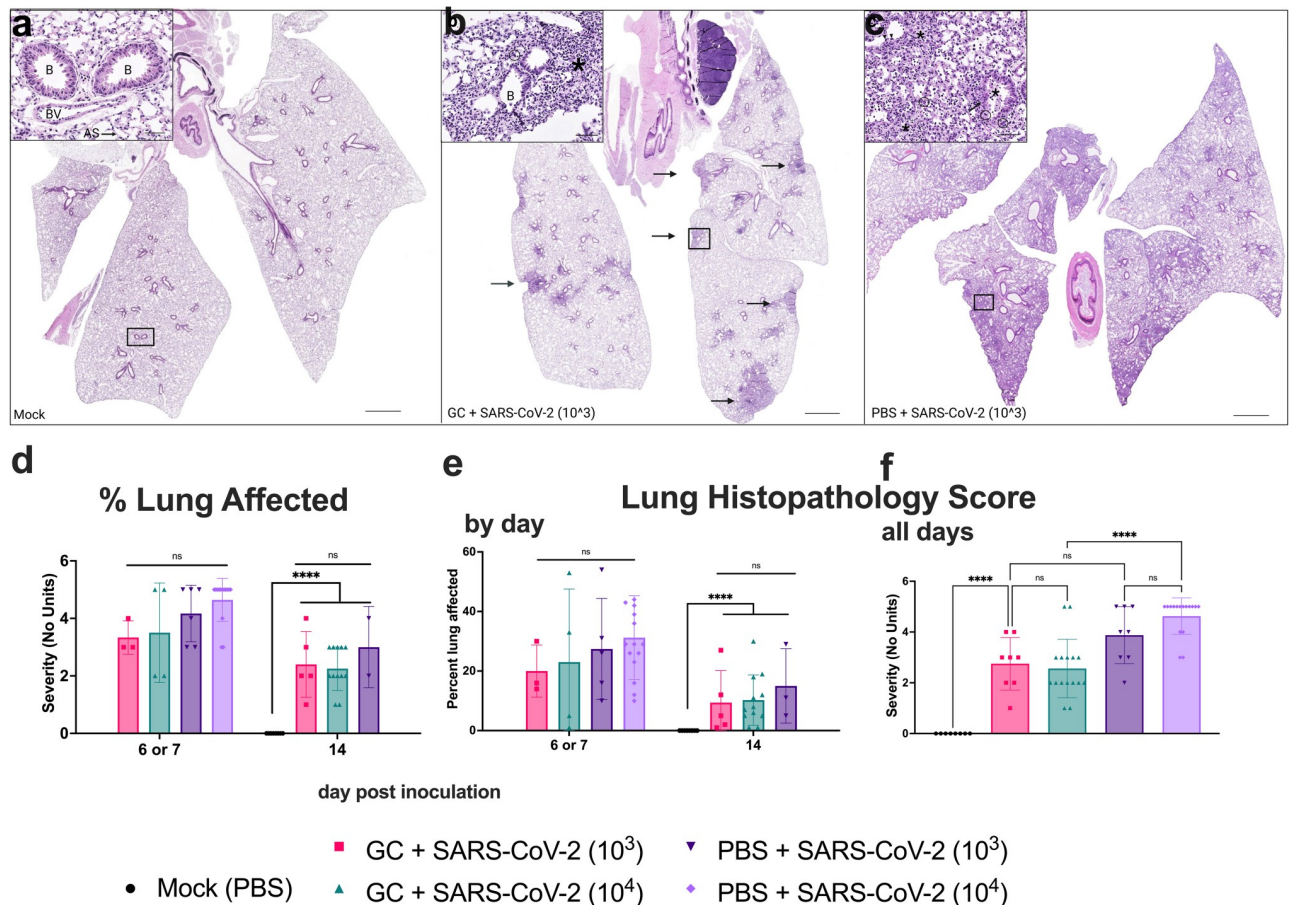 a
B
B
BV
AS
Mock
b
*
B
GC + SARS-CoV-2 (10^3)
c
*
*
*
PBS + SARS-CoV-2 (10^3)
d
% Lung Affected
Severity (No Units)
6
4
2
0
ns
ns
****
6 or 7
14
e
f
Lung Histopathology Score
by day
Percent lung affected
60
40
20
0
ns
ns
****
6 or 7
14
all days
Severity (No Units)
6
4
2
0
****
ns
****
ns
ns
day post inoculation
Mock (PBS)
GC + SARS-CoV-2 (10³)
GC + SARS-CoV-2 (10⁴)
PBS + SARS-CoV-2 (10³)
PBS + SARS-CoV-2 (10⁴)